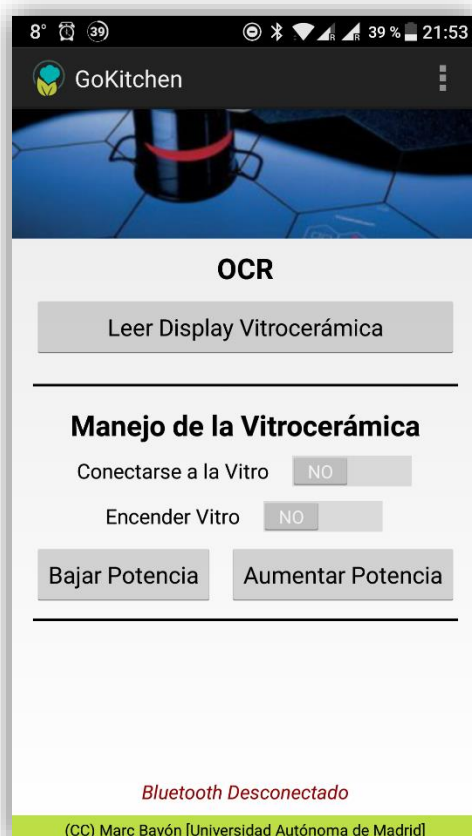 8° 39 39 % 21:53
GoKitchen
OCR
Leer Display Vitrocerámica
Manejo de la Vitrocerámica
Conectarse a la Vitro NO
Encender Vitro NO
Bajar Potencia Aumentar Potencia
Bluetooth Desconectado
(CC) Marc Bayón [Universidad Autónoma de Madrid]